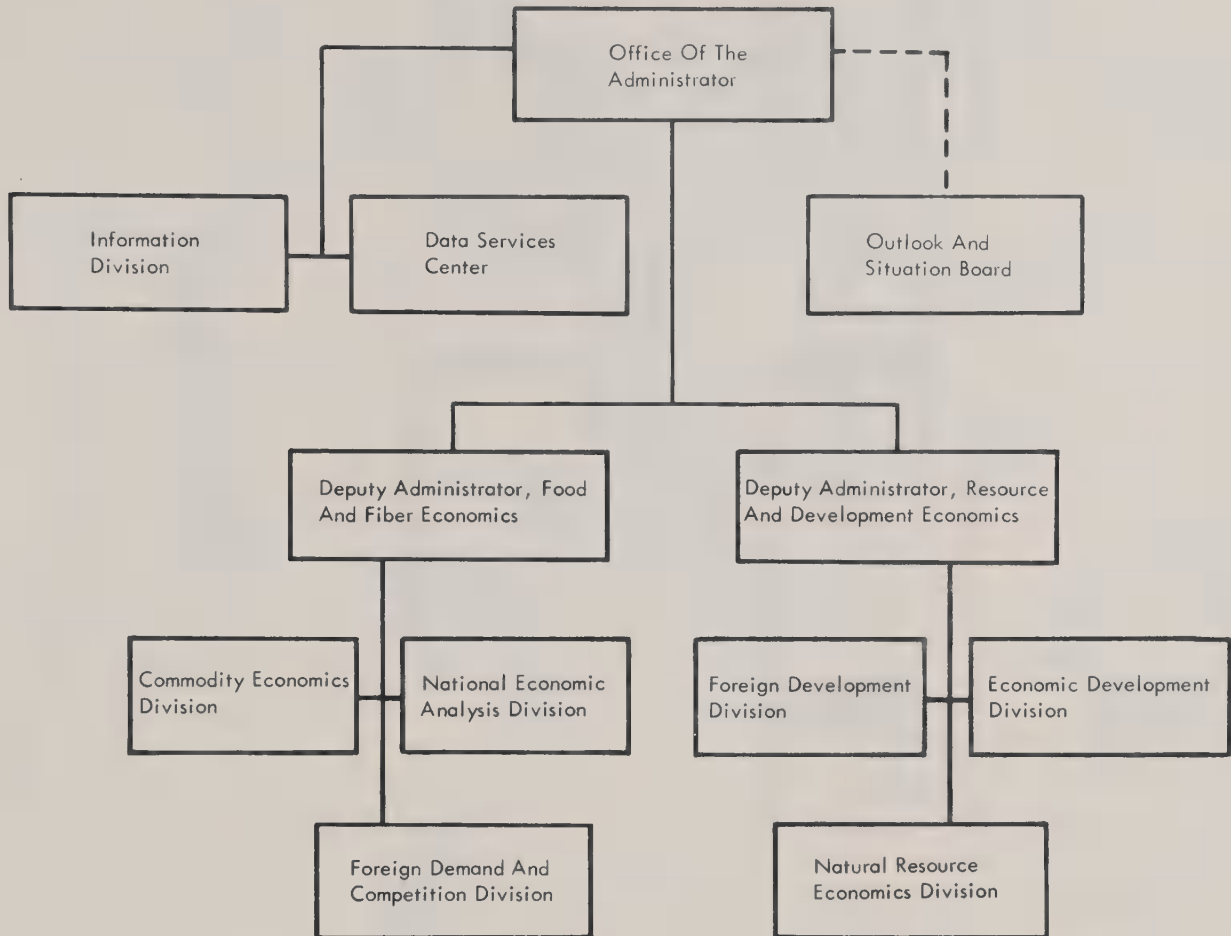 Office Of The
Administrator
Information
Division
Data Services
Center
Outlook And
Situation Board
Deputy Administrator, Food
And Fiber Economics
Deputy Administrator, Resource
And Development Economics
Commodity Economics
Division
National Economic
Analysis Division
Foreign Development
Division
Economic Development
Division
Foreign Demand And
Competition Division
Natural Resource
Economics Division